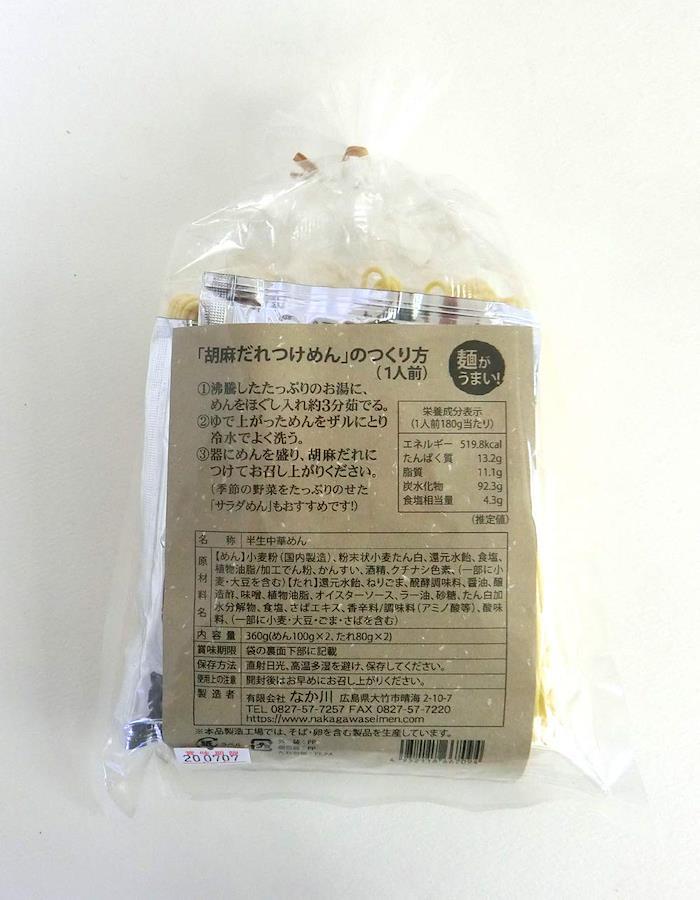 「胡麻だれつけめん」のつくり方
（1人前）
麺が
うまい！
①沸騰したたっぷりのお湯に、
めんをほぐし入れ約3分茹でる。
②ゆで上がっためんをザルにとり
冷水でよく洗う。
③器にめんを盛り、胡麻だれに
つけてお召し上がりください。
（季節の野菜をたっぷりのせた
「サラダめん」もおすすめです！）
栄養成分表示
（1人前180g当たり）
エネルギー 519.8kcal
たんぱく質 13.2g
脂質 11.1g
炭水化物 92.3g
食塩相当量 4.3g
（推定値）
名称 半生中華めん
原材料名 【めん】小麦粉（国内製造）、粉末状小麦たん白、還元水飴、食塩、
植物油脂/加工でん粉、かんすい、酒精、クチナシ色素、（一部に小
麦・大豆を含む）【たれ】還元水飴、ねりごま、醗酵調味料、醤油、醸
造酢、味噌、植物油脂、オイスターソース、ラー油、砂糖、たん白加
水分解物、食塩、さばエキス、香辛料/調味料（アミノ酸等）、酸味
料、（一部に小麦・大豆・ごま・さばを含む）
内容量 360g(めん100g×2、たれ80g×2)
賞味期限 袋の裏面下部に記載
保存方法 直射日光、高温多湿を避け、保存してください。
使用上の注意 開封後はお早めにお召し上がりください。
製造者 有限会社 なか川 広島県大竹市晴海 2-10-7
TEL 0827-57-7257 FAX 0827-57-7220
https://www.nakagawaseimen.com
※本品製造工場では、そば・卵を含む製品を生産しています。
賞味期限
20.07.07